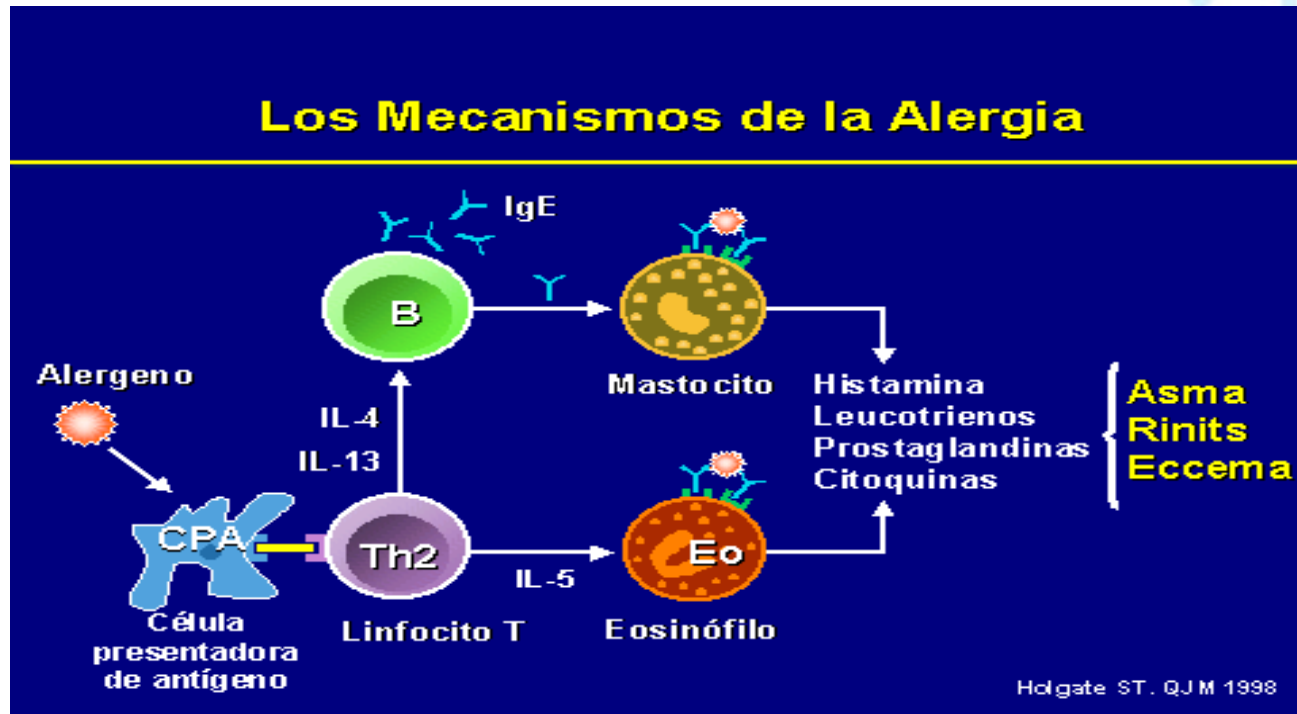 Los Mecanismos de la Alergia
IgE
B
Alergeno
IL-4
IL-13
Mastocito
Histamina
Leucotrienos
Prostaglandinas
Citoquinas
Asma
Rinits
Eccema
CPA
Th2
IL-5
Eo
Célula
presentadora
de antígeno
Linfocito T
Eosinófilo
Holgate ST. QJM 1998